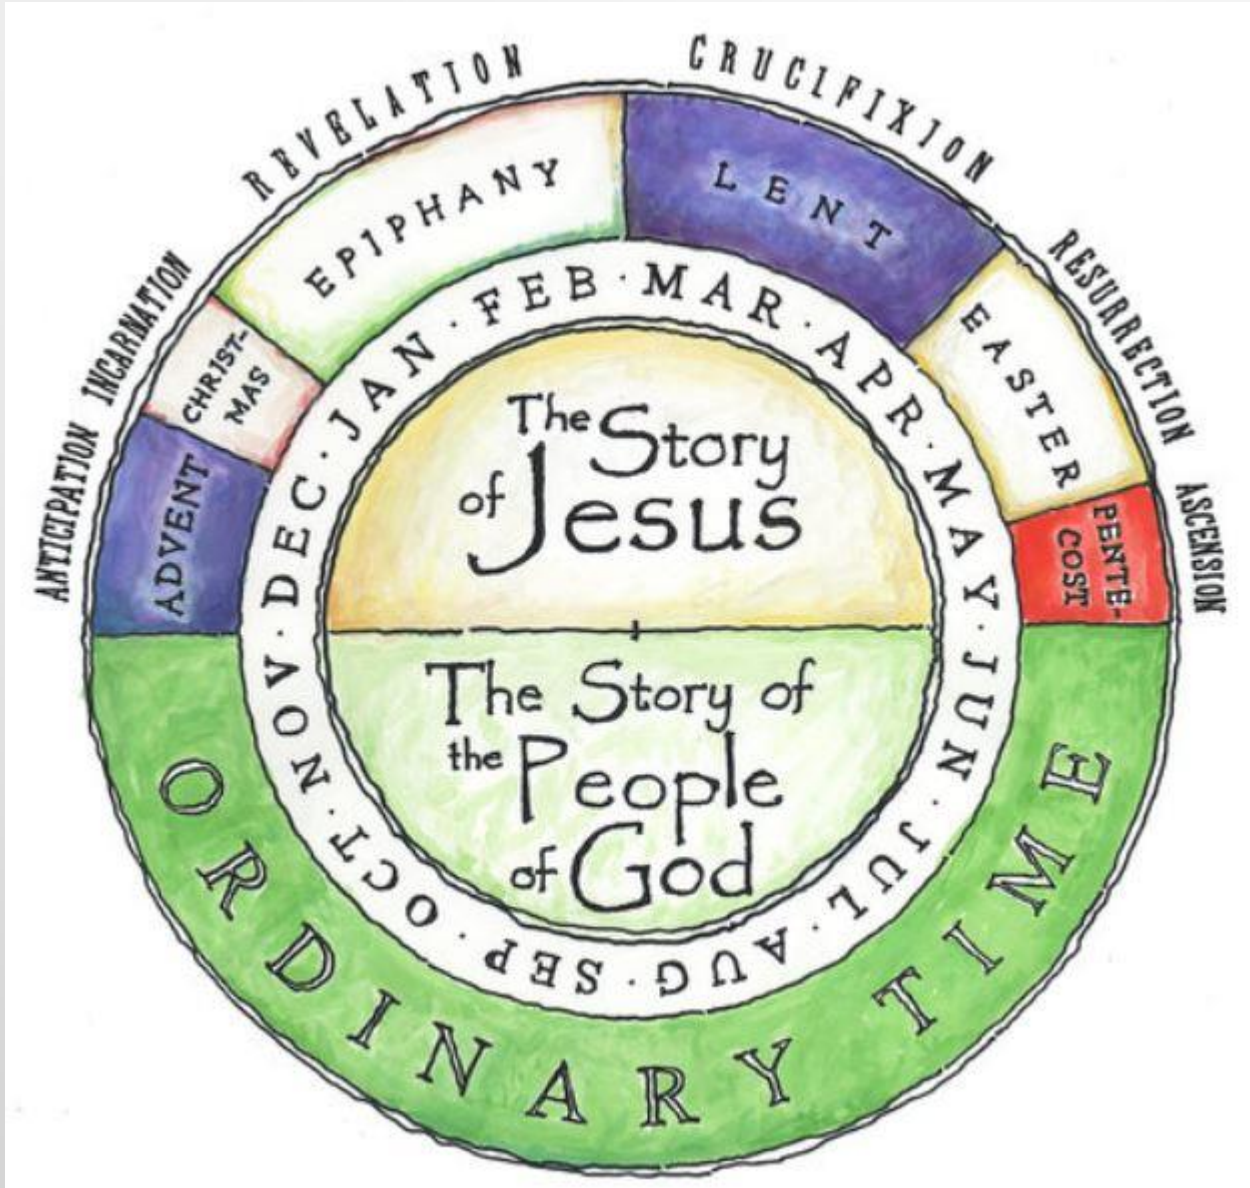 ANTICIPATION
INCARNATION
REVELATION
CRUCIFIXION
RESURRECTION
ASCENSION
ADVENT
CHRIST-
MAS
EPIPHANY
LENT
EASTER
PENTE-
COST
ORDINARY TIME
JAN · FEB · MAR · APR · MAY · JUN · JUL · AUG · SEP · OCT · NOV · DEC ·
The Story
of Jesus
The Story of
the People
of God